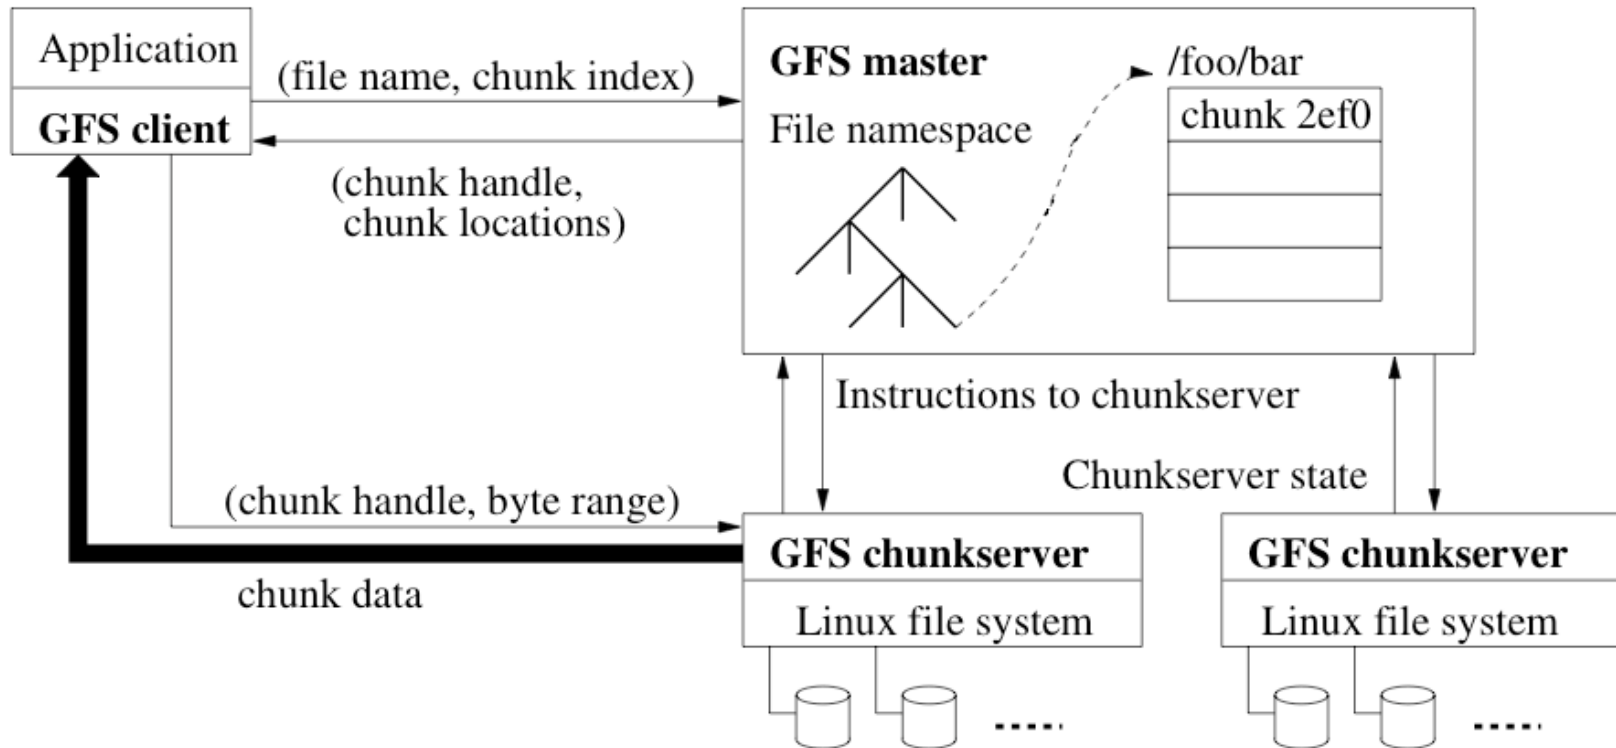 Application
GFS client
(file name, chunk index)
(chunk handle,
chunk locations)
GFS master
File namespace
/foo/bar
chunk 2ef0
Instructions to chunkserver
Chunkserver state
(chunk handle, byte range)
chunk data
GFS chunkserver
Linux file system
GFS chunkserver
Linux file system